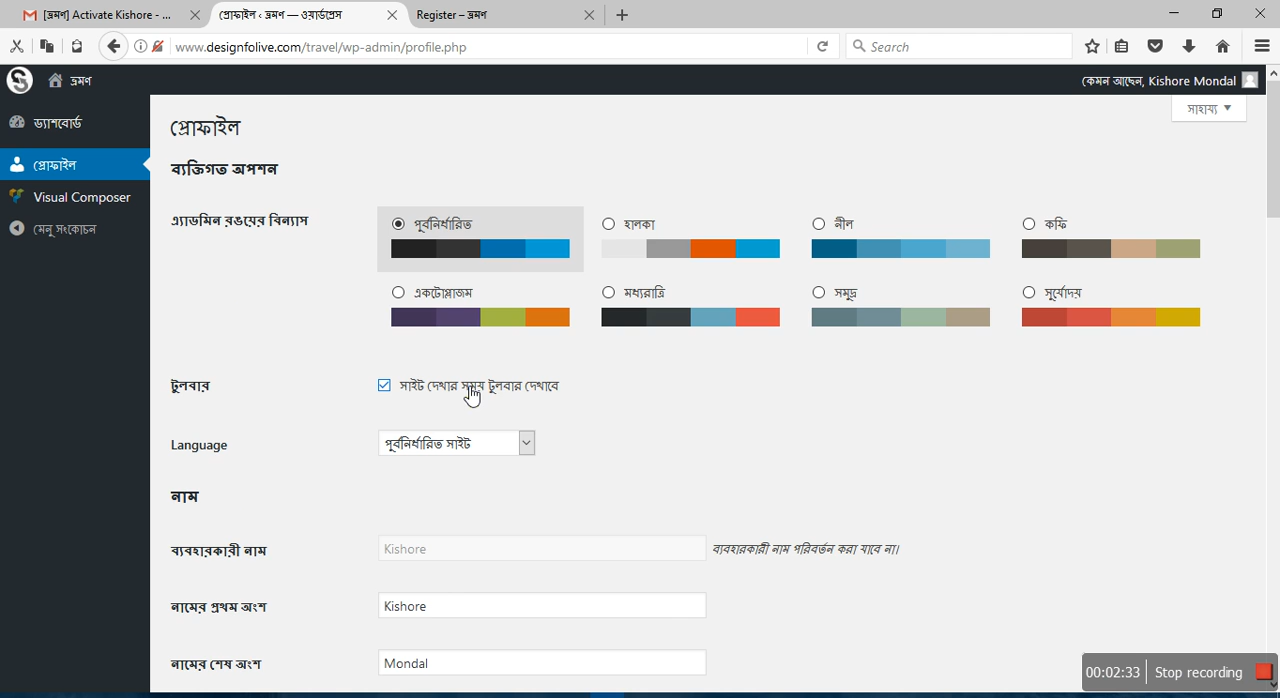 [ভ্রমণ] Activate Kishore - ...
প্রোফাইল ‹ ভ্রমণ — ওয়ার্ডপ্রেস
Register – ভ্রমণ
www.designfolive.com/travel/wp-admin/profile.php
Search
ভ্রমণ
কেমন আছেন, Kishore Mondal
সাহায্য
ড্যাশবোর্ড
প্রোফাইল
Visual Composer
মেনু সংকোচন
প্রোফাইল
ব্যক্তিগত অপশন
এ্যাডমিন রঙয়ের বিন্যাস
পূর্বনির্ধারিত
হালকা
নীল
কফি
একটোপ্লাজম
মধ্যরাত্রি
সমুদ্র
সূর্যোদয়
টুলবার
সাইট দেখার সময় টুলবার দেখাবে
Language
পূর্বনির্ধারিত সাইট
নাম
ব্যবহারকারী নাম
Kishore
ব্যবহারকারী নাম পরিবর্তন করা যাবে না।
নামের প্রথম অংশ
Kishore
নামের শেষ অংশ
Mondal
00:02:33
Stop recording